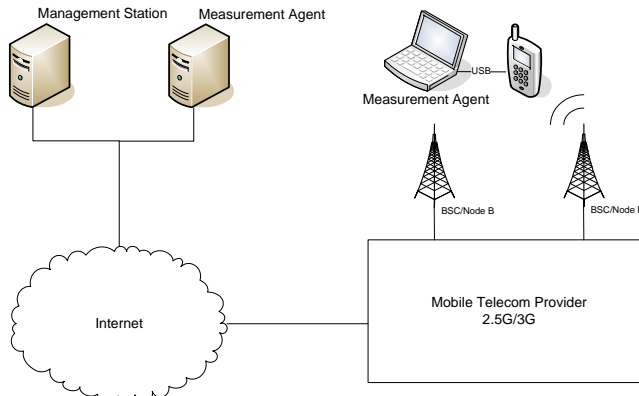 Management Station
Measurement Agent
USB
Measurement Agent
BSC/Node B
BSC/Node
Mobile Telecom Provider
2.5G/3G
Internet